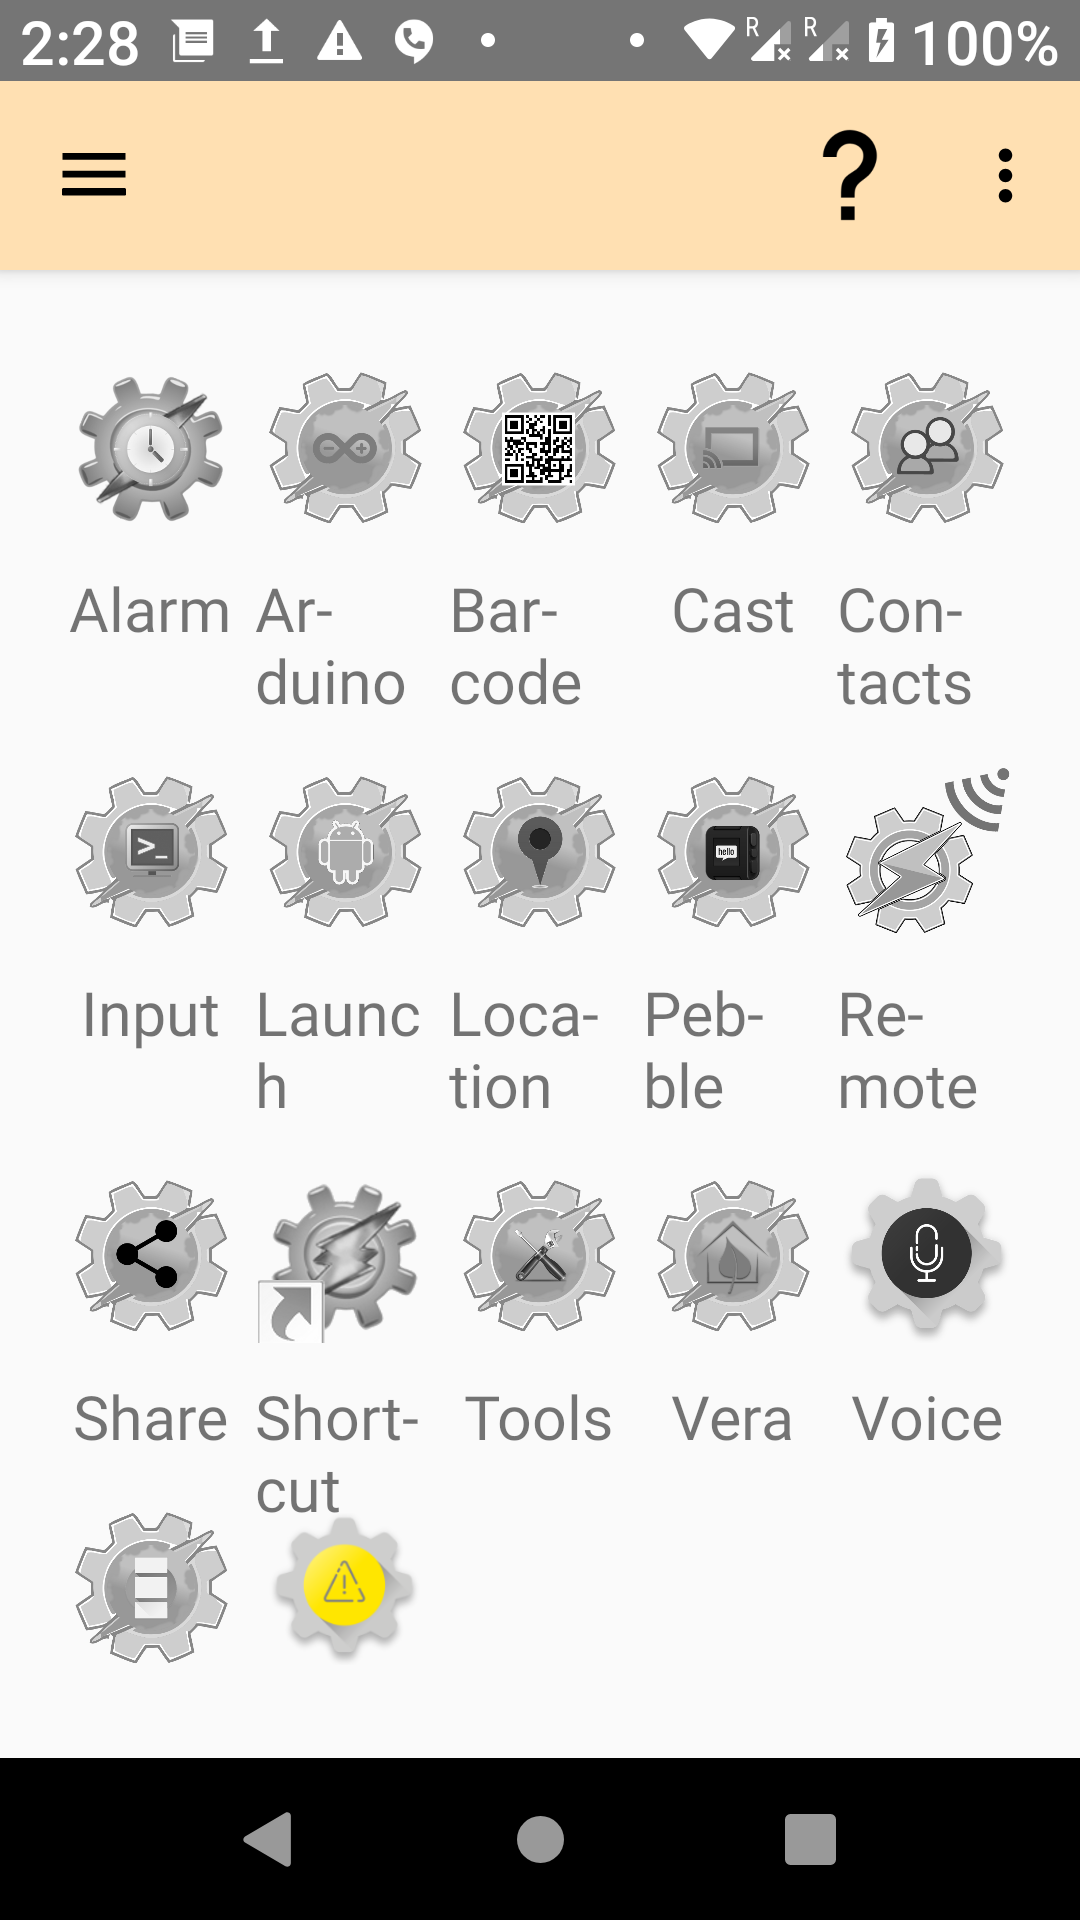 2:28 R R 100%
?
Alarm Ar- Bar- Cast Con-
duino code tacts
>_ hello
Input Launc Loca- Peb- Re-
h tion ble mote
Share Short- Tools Vera Voice
cut